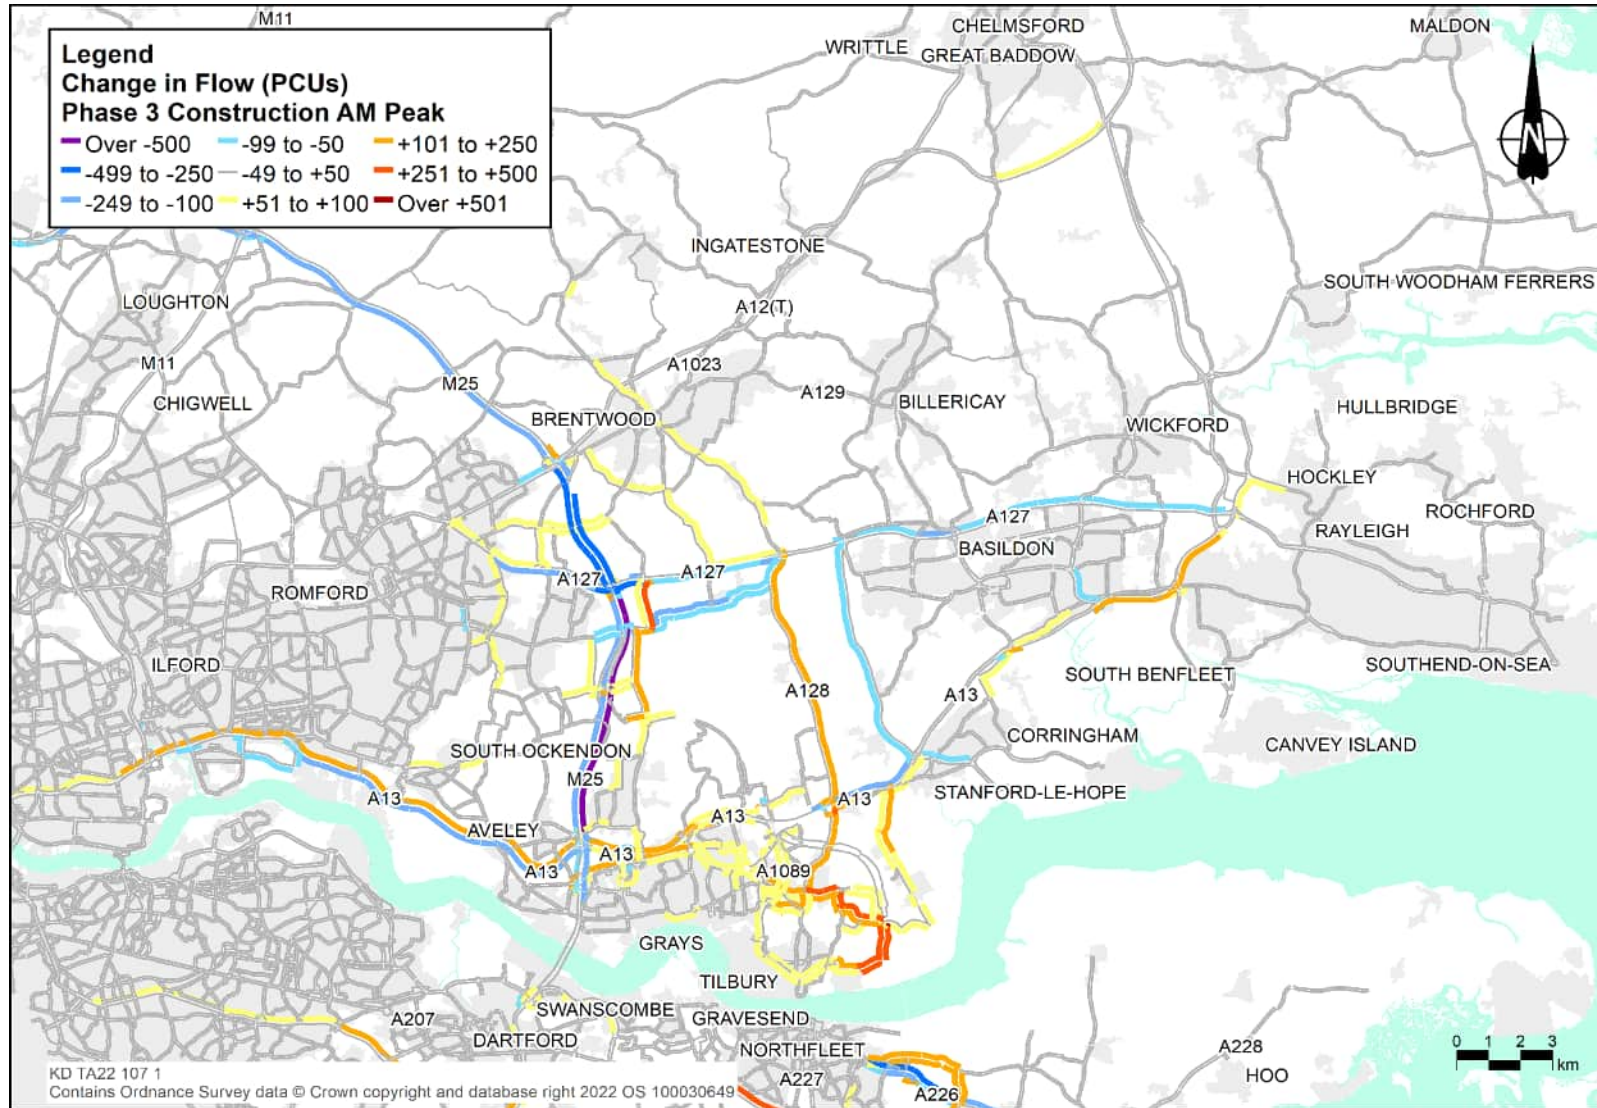 M11
CHELMSFORD
MALDON
WRITTLE
GREAT BADDOW
Legend
Change in Flow (PCUs)
Phase 3 Construction AM Peak
Over -500 -99 to -50 +101 to +250
-499 to -250 -49 to +50 +251 to +500
-249 to -100 +51 to +100 Over +501
N
INGATESTONE
SOUTH WOODHAM FERRERS
LOUGHTON
A12(T)
M11
A1023
M25
A129
CHIGWELL
BILLERICAY
HULLBRIDGE
BRENTWOOD
WICKFORD
HOCKLEY
ROCHFORD
A127
RAYLEIGH
BASILDON
A127
A127
ROMFORD
ILFORD
SOUTHEND-ON-SEA
SOUTH BENFLEET
A128
A13
CORRINGHAM
CANVEY ISLAND
SOUTH OCKENDON
M25
STANFORD-LE-HOPE
A13
A13
A13
AVELEY
A13
A13
A1089
GRAYS
TILBURY
SWANSCOMBE
A207
GRAVESEND
DARTFORD
NORTHFLEET
A228
HOO
A227
A226
0 1 2 3
km
KD TA22 107 1
Contains Ordnance Survey data © Crown copyright and database right 2022 OS 100030649